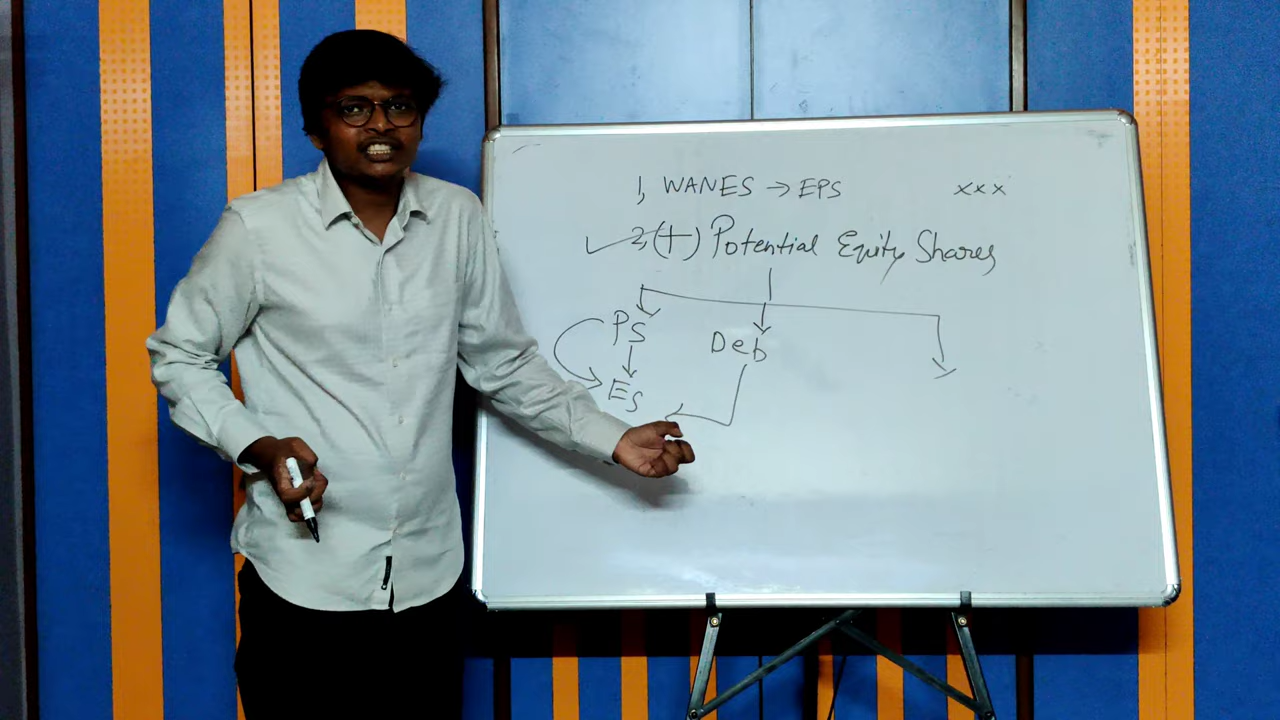 1, WANES → EPS xxx
2, (+) Potential Equity Shares
PS Deb
ES